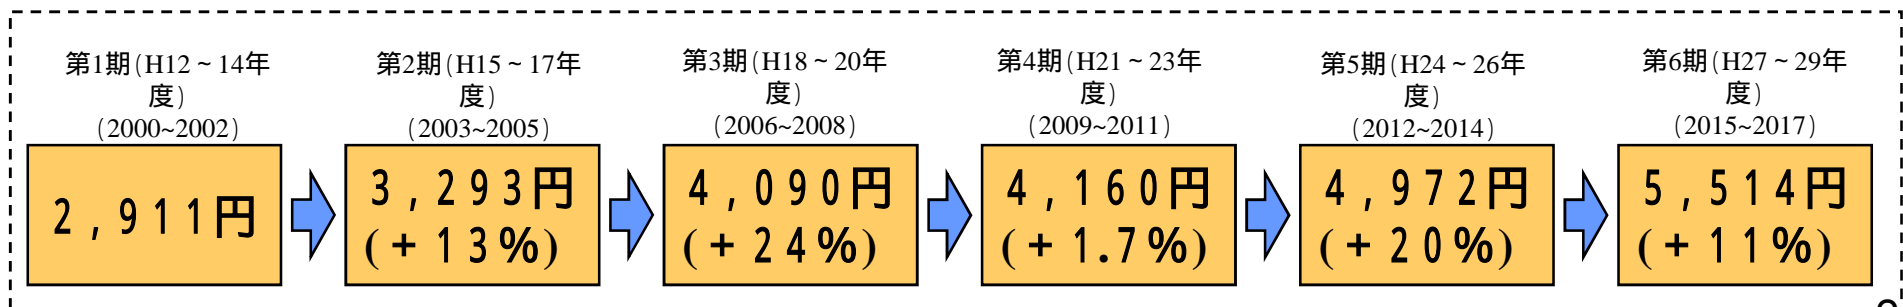 第1期(H12~14年
度)
(2000~2002)
2,911円
第2期(H15~17年
度)
(2003~2005)
3,293円
(+13%)
第3期(H18~20年
度)
(2006~2008)
4,090円
(+24%)
第4期(H21~23年
度)
(2009~2011)
4,160円
(+1.7%)
第5期(H24~26年
度)
(2012~2014)
4,972円
(+20%)
第6期(H27~29年
度)
(2015~2017)
5,514円
(+11%)